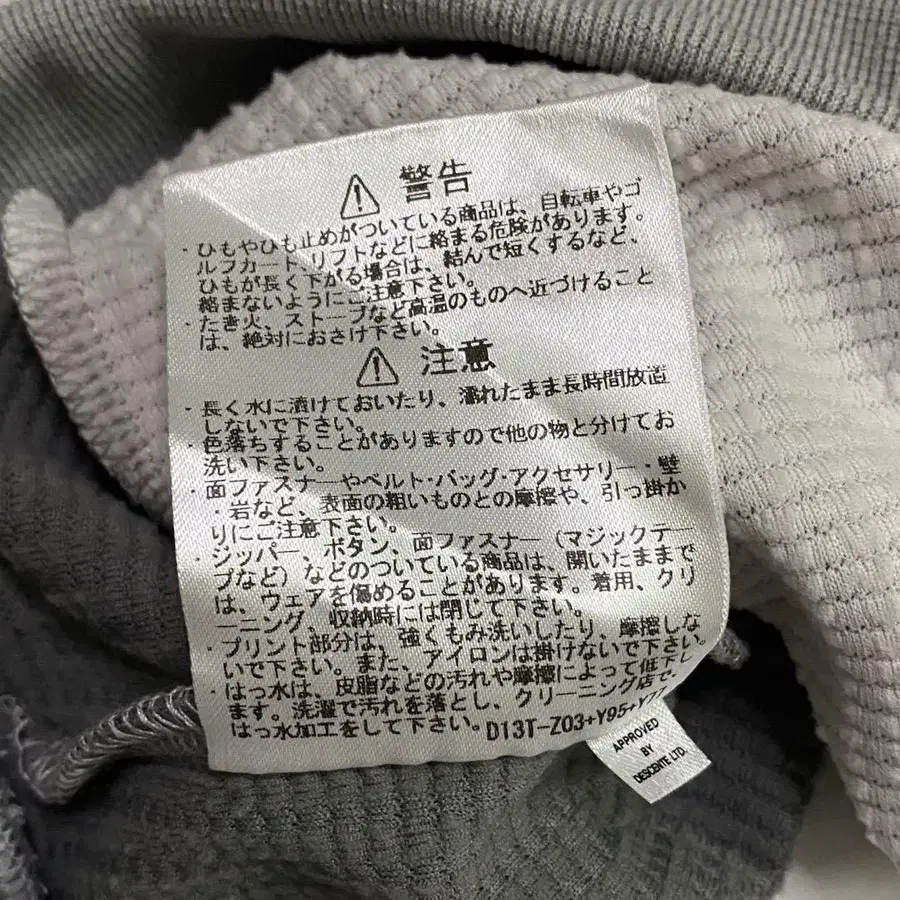 ⚠ 警告
・ひもやひも止めがついている商品は、自転車やゴ
ルフカート、リフトなどに絡まる危険があります。
ひもが長く下がる場合は、結んで短くするなど、
絡まないようにご注意下さい。
・たき火、ストーブなど高温のものへ近づけること
は、絶対におさけ下さい。
⚠ 注意
・長く水に漬けておいたり、濡れたまま長時間放置
しないで下さい。
・色落ちすることがありますので他の物と分けてお
洗い下さい。
・面ファスナーやベルト・バッグ・アクセサリー・壁
・岩など、表面の粗いものとの摩擦や、引っ掛か
りにご注意下さい。
・ジッパー、ボタン、面ファスナー（マジックテー
プなど）などのついている商品は、開いたままで
は、ウェアを傷めることがあります。着用、クリ
ーニング、収納時には閉じて下さい。
・プリント部分は、強くもみ洗いしたり、摩擦しな
いで下さい。また、アイロンは掛けないで下さい。
・はっ水は、皮脂などの汚れや摩擦によって低下し
ます。洗濯で汚れを落とし、クリーニング店で、
はっ水加工をして下さい。D13T-Z03+Y95+Y77
APPROVED
BY
DESCENTE LTD.